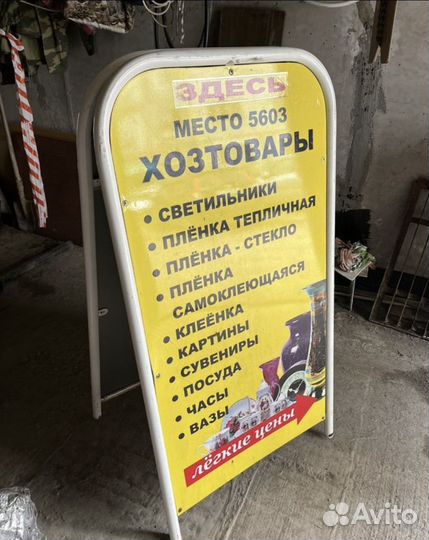 ЗДЕСЬ
МЕСТО 5603
ХОЗТОВАРЫ
• СВЕТИЛЬНИКИ
• ПЛЁНКА ТЕПЛИЧНАЯ
• ПЛЁНКА - СТЕКЛО
• ПЛЁНКА
САМОКЛЕЮЩАЯСЯ
• КЛЕЁНКА
• КАРТИНЫ
• СУВЕНИРЫ
• ПОСУДА
• ЧАСЫ
• ВАЗЫ
лёгкие цены
Avito